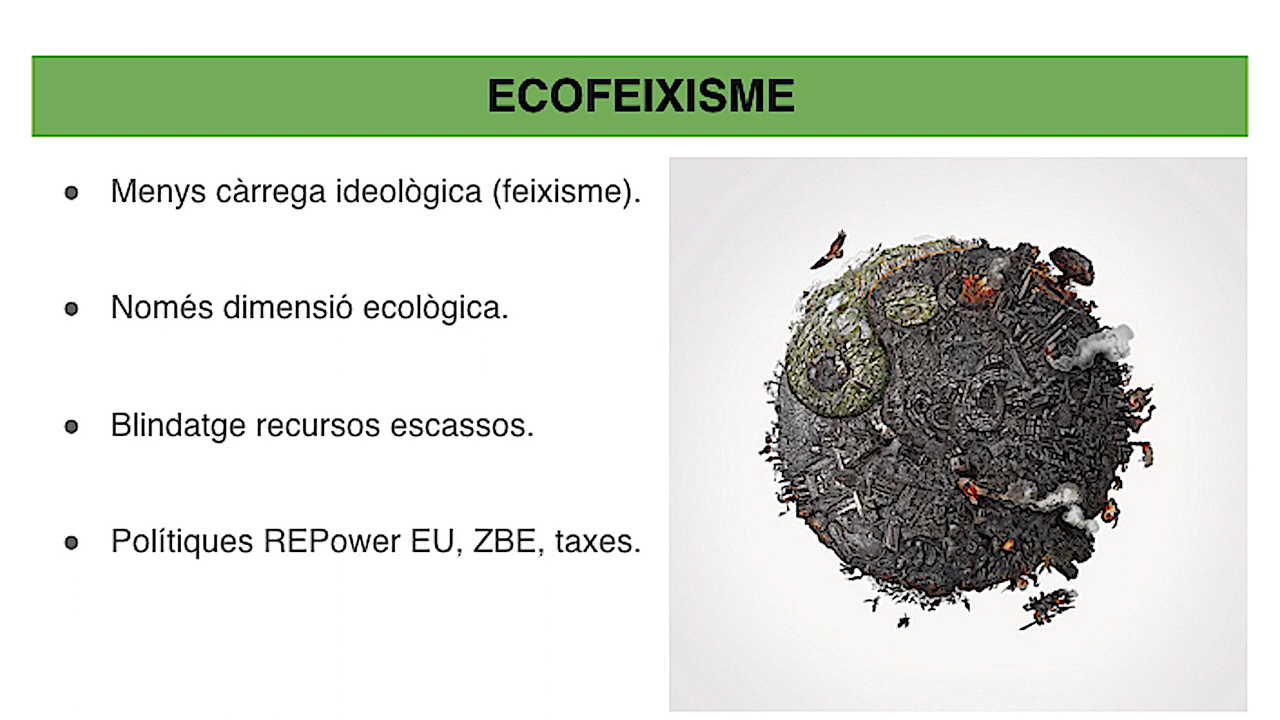 ECOFEIXISME
● Menys càrrega ideològica (feixisme).
● Només dimensió ecològica.
● Blindatge recursos escassos.
● Polítiques REPower EU, ZBE, taxes.